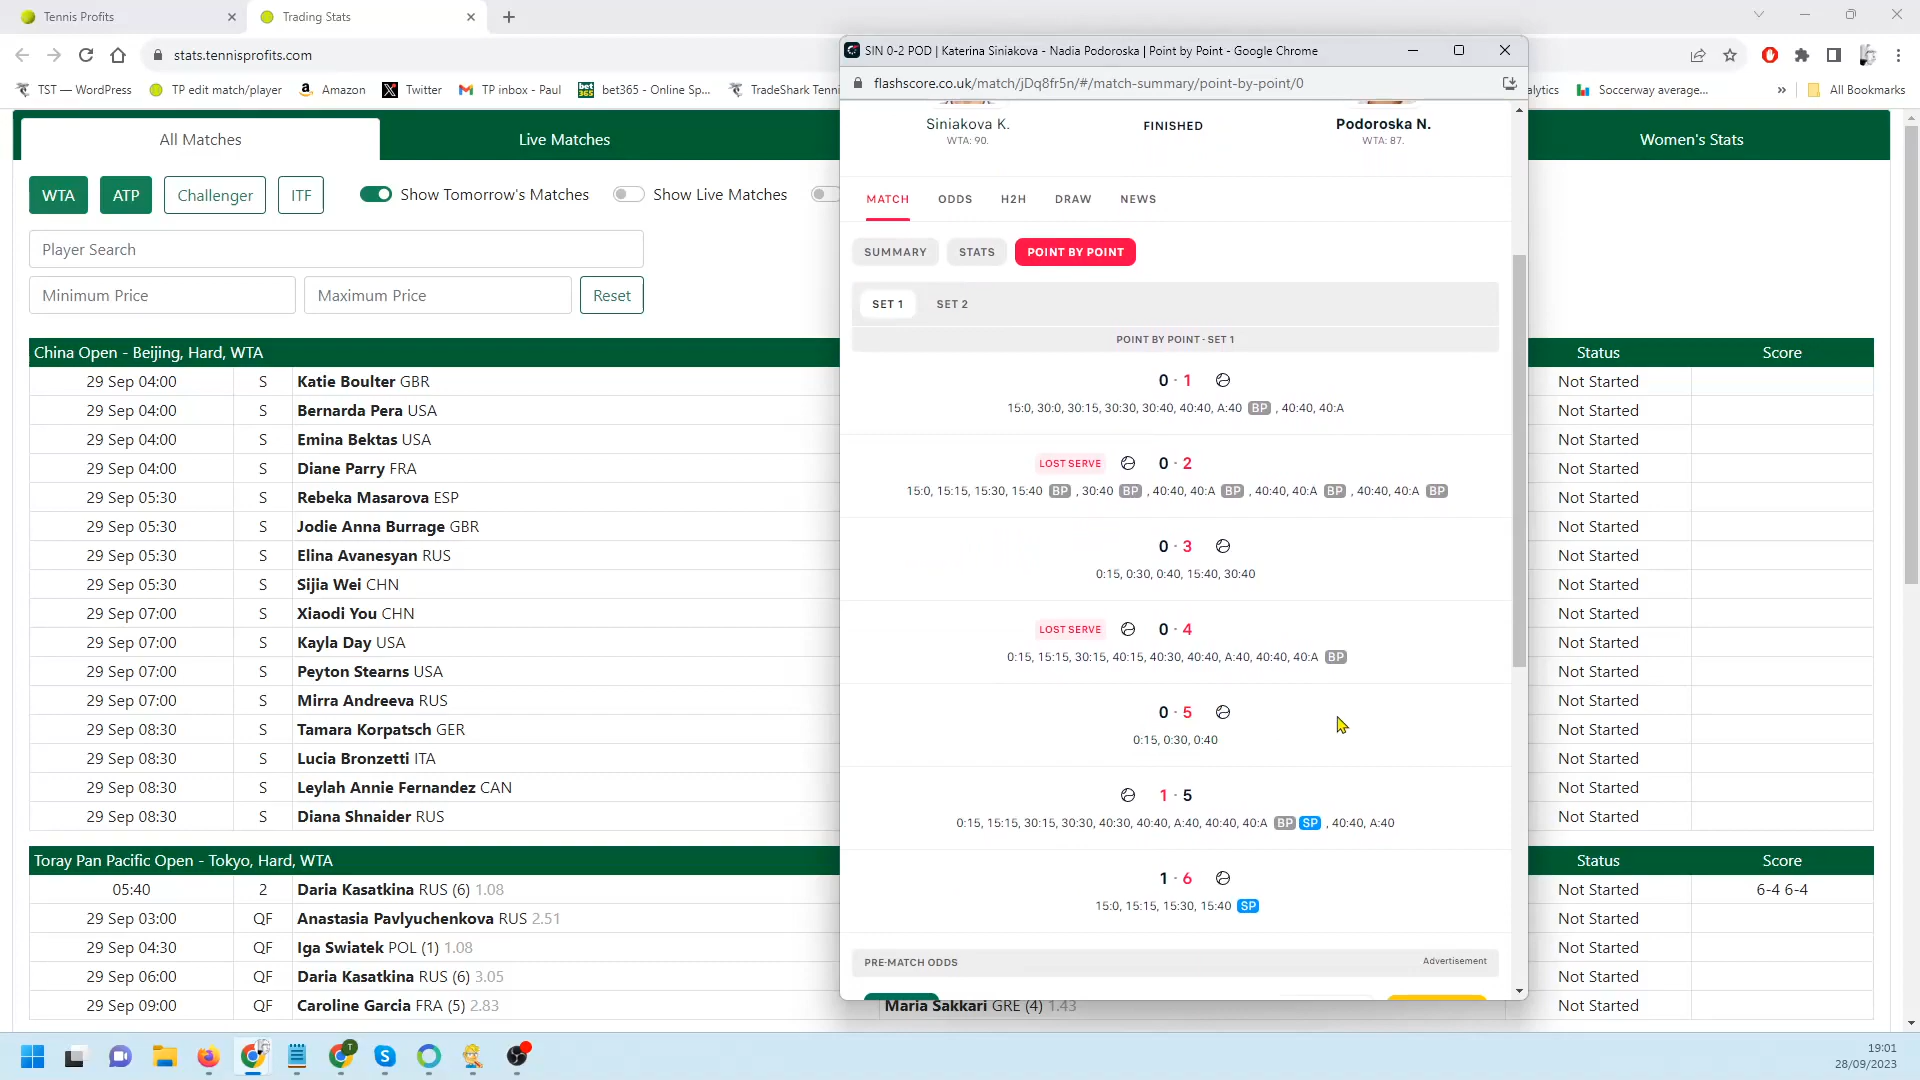 Tennis Profits
Trading Stats
stats.tennisprofits.com
TST — WordPress
TP edit match/player
Amazon
Twitter
TP inbox - Paul
bet365 - Online Sp...
TradeShark Tenni
alytics
Soccerway average...
»
All Bookmarks
All Matches
Live Matches
Women's Stats
WTA
ATP
Challenger
ITF
Show Tomorrow's Matches
Show Live Matches
Player Search
Minimum Price
Maximum Price
Reset
China Open - Beijing, Hard, WTA
Status
Score
29 Sep 04:00 S Katie Boulter GBR Not Started
29 Sep 04:00 S Bernarda Pera USA Not Started
29 Sep 04:00 S Emina Bektas USA Not Started
29 Sep 04:00 S Diane Parry FRA Not Started
29 Sep 05:30 S Rebeka Masarova ESP Not Started
29 Sep 05:30 S Jodie Anna Burrage GBR Not Started
29 Sep 05:30 S Elina Avanesyan RUS Not Started
29 Sep 05:30 S Sijia Wei CHN Not Started
29 Sep 07:00 S Xiaodi You CHN Not Started
29 Sep 07:00 S Kayla Day USA Not Started
29 Sep 07:00 S Peyton Stearns USA Not Started
29 Sep 07:00 S Mirra Andreeva RUS Not Started
29 Sep 08:30 S Tamara Korpatsch GER Not Started
29 Sep 08:30 S Lucia Bronzetti ITA Not Started
29 Sep 08:30 S Leylah Annie Fernandez CAN Not Started
29 Sep 08:30 S Diana Shnaider RUS Not Started
Toray Pan Pacific Open - Tokyo, Hard, WTA
Status
Score
05:40 2 Daria Kasatkina RUS (6) 1.08 Not Started 6-4 6-4
29 Sep 03:00 QF Anastasia Pavlyuchenkova RUS 2.51 Not Started
29 Sep 04:30 QF Iga Swiatek POL (1) 1.08 Not Started
29 Sep 06:00 QF Daria Kasatkina RUS (6) 3.05 Not Started
29 Sep 09:00 QF Caroline Garcia FRA (5) 2.83 Maria Sakkari GRE (4) 1.43 Not Started
SIN 0-2 POD | Katerina Siniakova - Nadia Podoroska | Point by Point - Google Chrome
flashscore.co.uk/match/jDq8fr5n/#/match-summary/point-by-point/0
Siniakova K.
WTA: 90.
FINISHED
Podoroska N.
WTA: 87.
MATCH
ODDS
H2H
DRAW
NEWS
SUMMARY
STATS
POINT BY POINT
SET 1
SET 2
POINT BY POINT - SET 1
0 - 1
15:0, 30:0, 30:15, 30:30, 30:40, 40:40, A:40 BP , 40:40, 40:A
LOST SERVE 0 - 2
15:0, 15:15, 15:30, 15:40 BP , 30:40 BP , 40:40, 40:A BP , 40:40, 40:A BP , 40:40, 40:A BP
0 - 3
0:15, 0:30, 0:40, 15:40, 30:40
LOST SERVE 0 - 4
0:15, 15:15, 30:15, 40:15, 40:30, 40:40, A:40, 40:40, 40:A BP
0 - 5
0:15, 0:30, 0:40
1 - 5
0:15, 15:15, 30:15, 30:30, 40:30, 40:40, A:40, 40:40, 40:A BP SP , 40:40, A:40
1 - 6
15:0, 15:15, 15:30, 15:40 SP
PRE-MATCH ODDS
Advertisement
19:01
28/09/2023